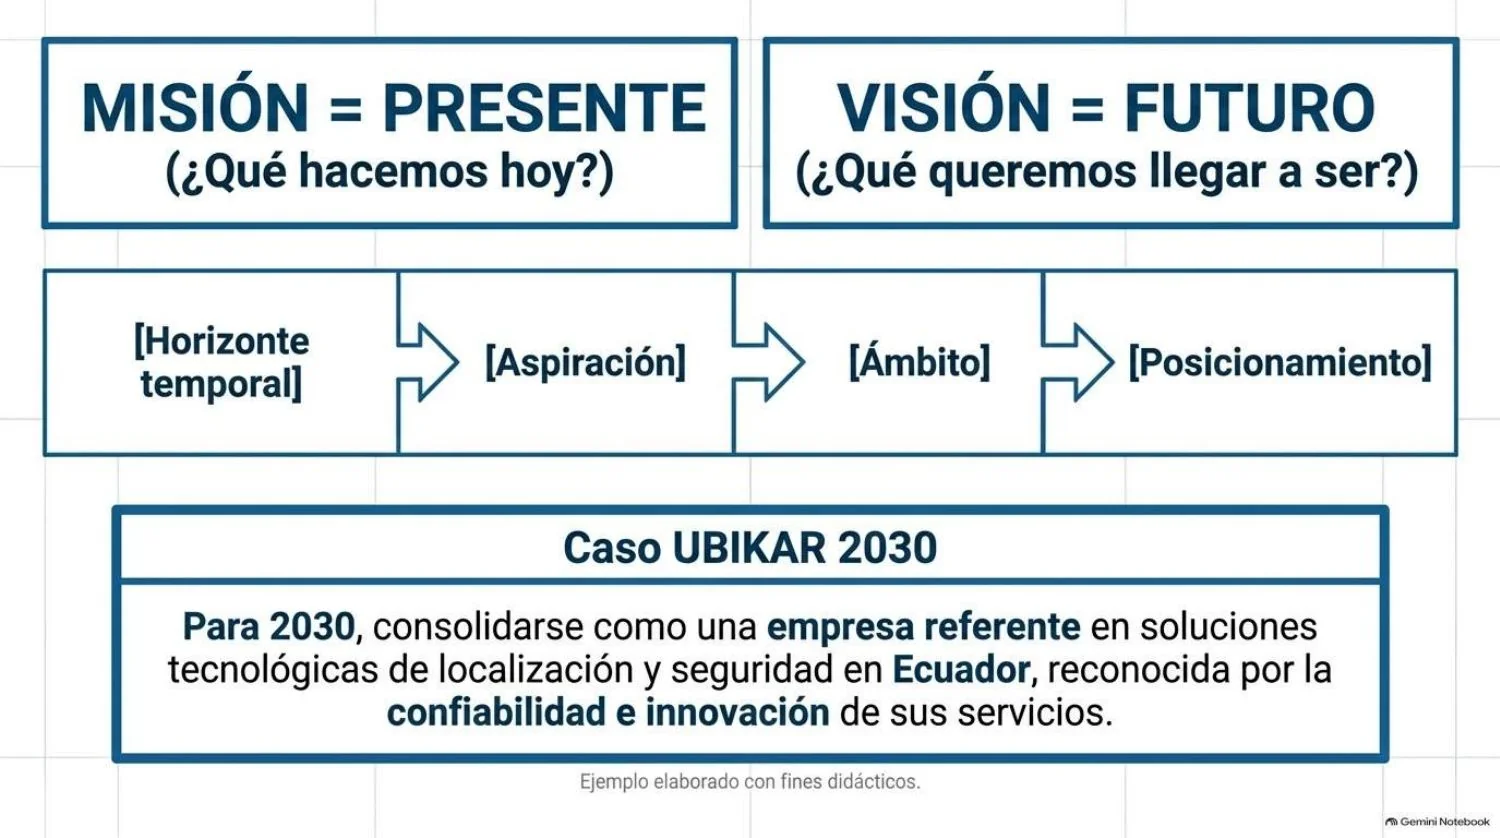 MISIÓN = PRESENTE
(¿Qué hacemos hoy?)
VISIÓN = FUTURO
(¿Qué queremos llegar a ser?)
[Horizonte
temporal]
[Aspiración]
[Ámbito]
[Posicionamiento]
Caso UBIKAR 2030
Para 2030, consolidarse como una empresa referente en soluciones
tecnológicas de localización y seguridad en Ecuador, reconocida por la
confiabilidad e innovación de sus servicios.
Ejemplo elaborado con fines didácticos.
Gemini Notebook